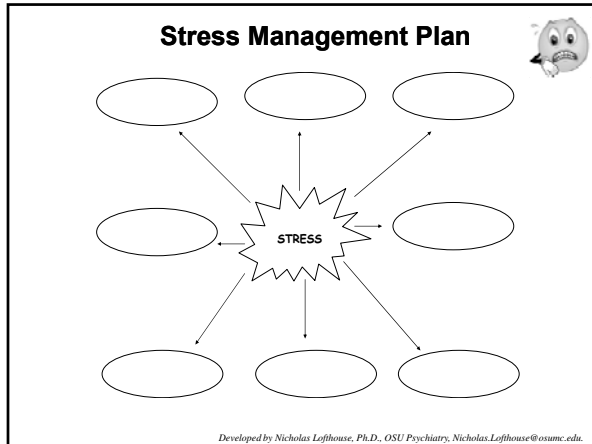 Stress Management Plan
STRESS
Developed by Nicholas Lofthouse, Ph.D., OSU Psychiatry, Nicholas.Lofthouse@osumc.edu.